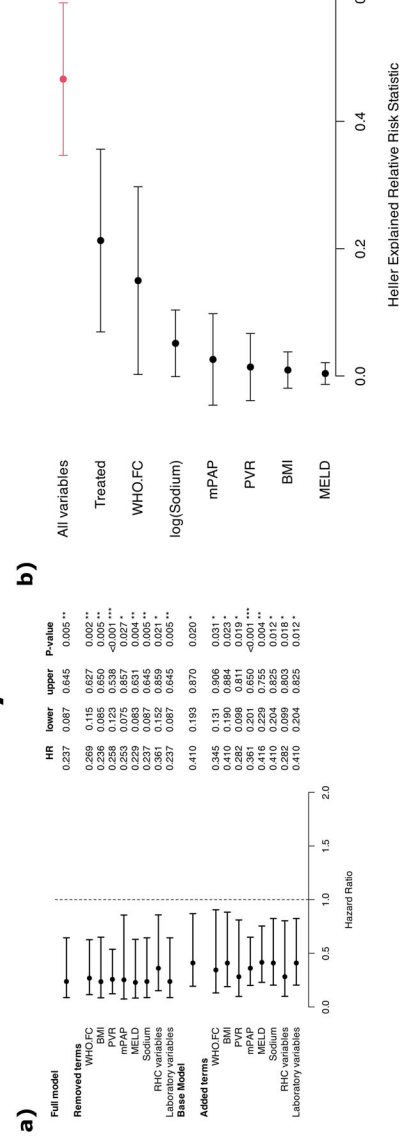 a)
HR lower upper P-value
Full model 0.237 0.087 0.645 0.005 **
Removed terms
WHO.FC 0.269 0.115 0.627 0.002 **
BMI 0.236 0.085 0.650 0.005 **
PVR 0.258 0.123 0.538 <0.001 ***
mPAP 0.253 0.075 0.857 0.027 *
MELD 0.229 0.083 0.631 0.004 **
Sodium 0.237 0.087 0.645 0.005 **
RHC variables 0.361 0.152 0.859 0.021 *
Laboratory variables 0.237 0.087 0.645 0.005 **
Base Model 0.410 0.193 0.870 0.020 *
Added terms
WHO.FC 0.345 0.131 0.906 0.031 *
BMI 0.410 0.190 0.884 0.023 *
PVR 0.282 0.098 0.811 0.019 *
mPAP 0.361 0.201 0.650 <0.001 ***
MELD 0.416 0.229 0.755 0.004 **
Sodium 0.410 0.204 0.825 0.012 *
RHC variables 0.282 0.099 0.803 0.018 *
Laboratory variables 0.410 0.204 0.825 0.012 *
0.0 0.5 1.0 1.5 2.0
Hazard Ratio
b)
All variables
Treated
WHO.FC
log(Sodium)
mPAP
PVR
BMI
MELD
0.0 0.2 0.4
Heller Explained Relative Risk Statistic